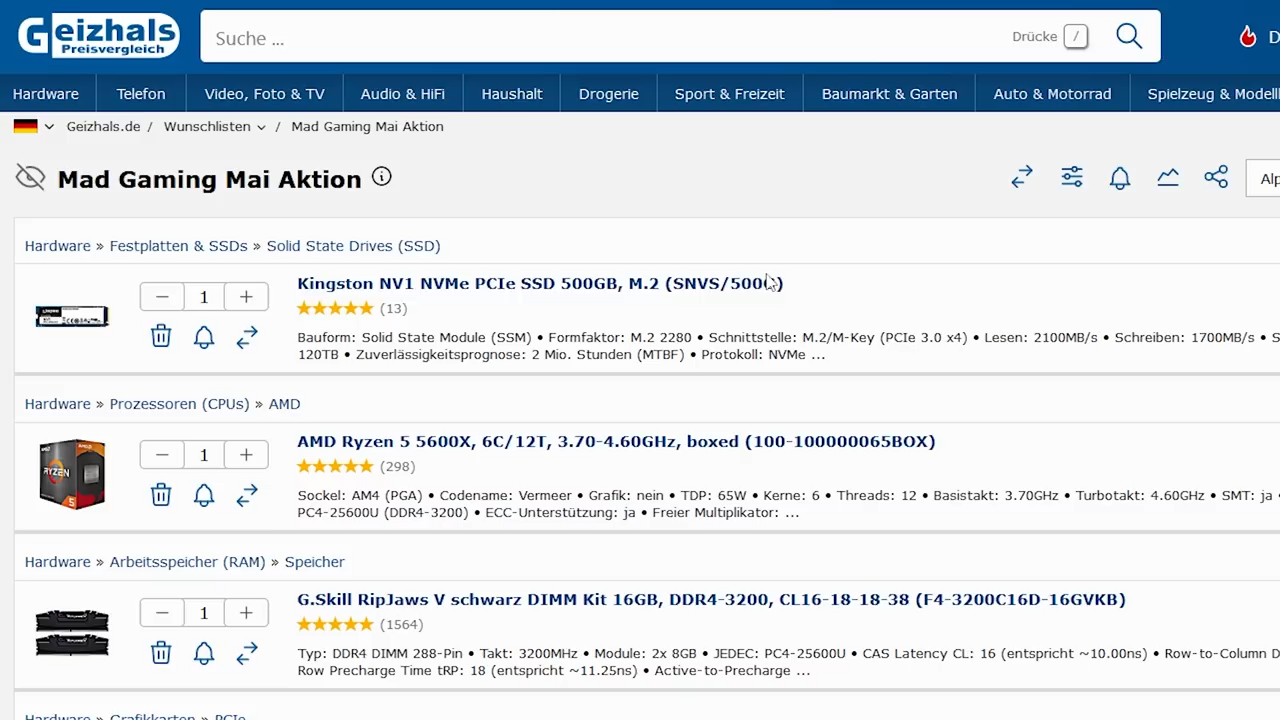 Geizhals
Preisvergleich
Suche ...
Drücke /
Hardware Telefon Video, Foto & TV Audio & HiFi Haushalt Drogerie Sport & Freizeit Baumarkt & Garten Auto & Motorrad Spielzeug & Modell
Geizhals.de / Wunschlisten / Mad Gaming Mai Aktion
Mad Gaming Mai Aktion
Hardware » Festplatten & SSDs » Solid State Drives (SSD)
Kingston NV1 NVMe PCIe SSD 500GB, M.2 (SNVS/500G)
1
(13)
Bauform: Solid State Module (SSM) • Formfaktor: M.2 2280 • Schnittstelle: M.2/M-Key (PCIe 3.0 x4) • Lesen: 2100MB/s • Schreiben: 1700MB/s • S
120TB • Zuverlässigkeitsprognose: 2 Mio. Stunden (MTBF) • Protokoll: NVMe ...
Hardware » Prozessoren (CPUs) » AMD
AMD Ryzen 5 5600X, 6C/12T, 3.70-4.60GHz, boxed (100-100000065BOX)
1
RYZEN
(298)
Sockel: AM4 (PGA) • Codename: Vermeer • Grafik: nein • TDP: 65W • Kerne: 6 • Threads: 12 • Basistakt: 3.70GHz • Turbotakt: 4.60GHz • SMT: ja •
PC4-25600U (DDR4-3200) • ECC-Unterstützung: ja • Freier Multiplikator: ...
Hardware » Arbeitsspeicher (RAM) » Speicher
G.Skill RipJaws V schwarz DIMM Kit 16GB, DDR4-3200, CL16-18-18-38 (F4-3200C16D-16GVKB)
1
(1564)
Typ: DDR4 DIMM 288-Pin • Takt: 3200MHz • Module: 2x 8GB • JEDEC: PC4-25600U • CAS Latency CL: 16 (entspricht ~10.00ns) • Row-to-Column D
Row Precharge Time tRP: 18 (entspricht ~11.25ns) • Active-to-Precharge ...
Hardware » Grafikkarten » PCIe